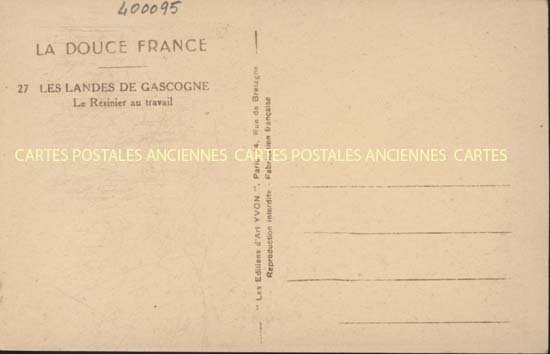 400095
LA DOUCE FRANCE
27 LES LANDES DE GASCOGNE
Le Résinier au travail
CARTES POSTALES ANCIENNES CARTES POSTALES ANCIENNES CARTES
" Les Editions d'Art YVON ", Paris, 4, Rue de Bretagne
Reproduction interdite - Fabrication française